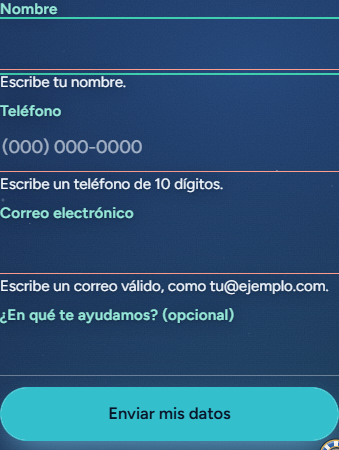 Nombre
Escribe tu nombre.
Teléfono
(000) 000-0000
Escribe un teléfono de 10 dígitos.
Correo electrónico
Escribe un correo válido, como tu@ejemplo.com.
¿En qué te ayudamos? (opcional)
Enviar mis datos